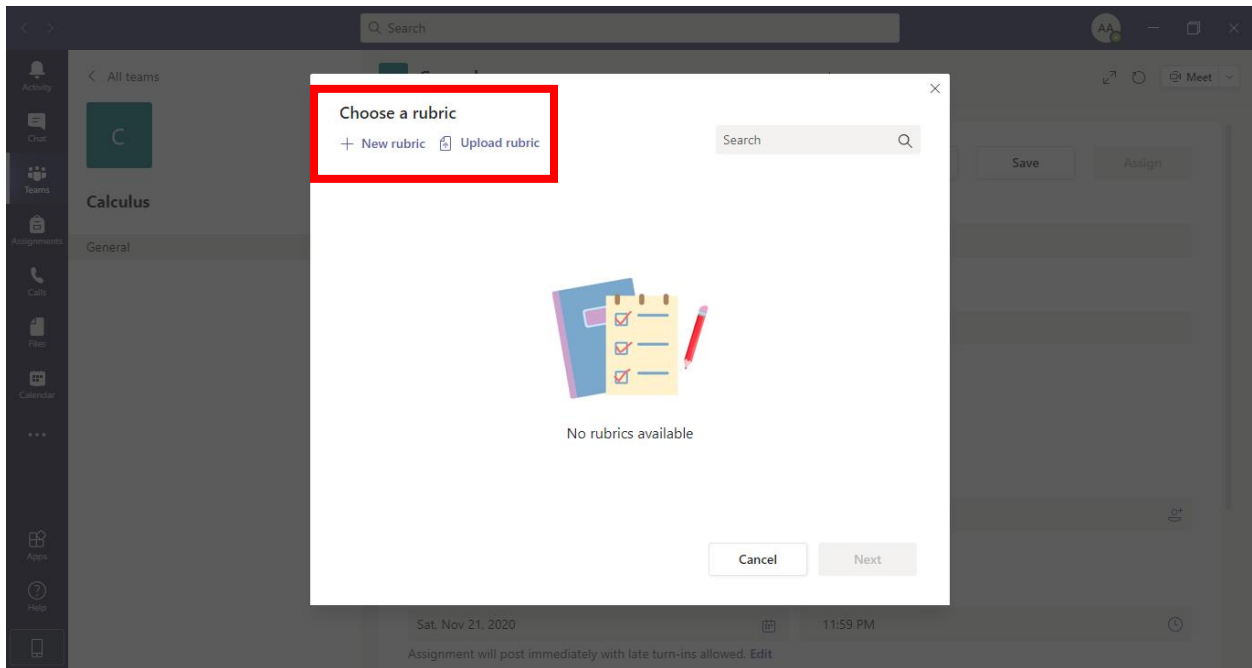 Search
AA
Activity
All teams
Meet
Choose a rubric
New rubric Upload rubric
Search
Chat
C
Save Assign
Teams
Calculus
Assignments
General
Calls
Files
Calendar
No rubrics available
Apps
Cancel Next
Help
Sat, Nov 21, 2020 11:59 PM
Assignment will post immediately with late turn-ins allowed. Edit